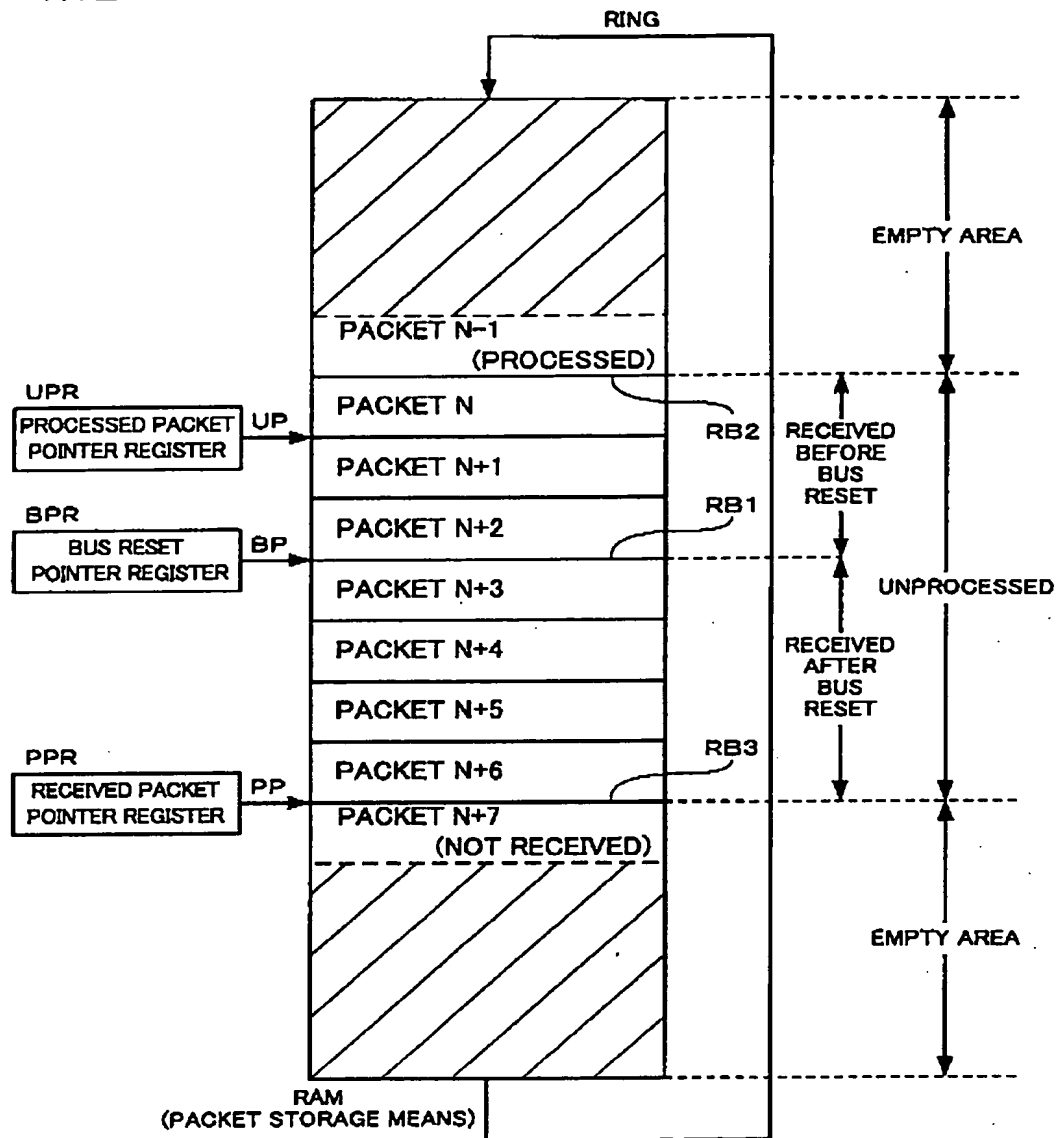 RING
EMPTY AREA
PACKET N-1
(PROCESSED)
UPR
PROCESSED PACKET
POINTER REGISTER
UP
PACKET N
RB2
RECEIVED
BEFORE
BUS
RESET
PACKET N+1
BPR
BUS RESET
POINTER REGISTER
BP
PACKET N+2
RB1
PACKET N+3
UNPROCESSED
PACKET N+4
RECEIVED
AFTER
BUS
RESET
PACKET N+5
PPR
RECEIVED PACKET
POINTER REGISTER
PP
PACKET N+6
RB3
PACKET N+7
(NOT RECEIVED)
EMPTY AREA
RAM
(PACKET STORAGE MEANS)